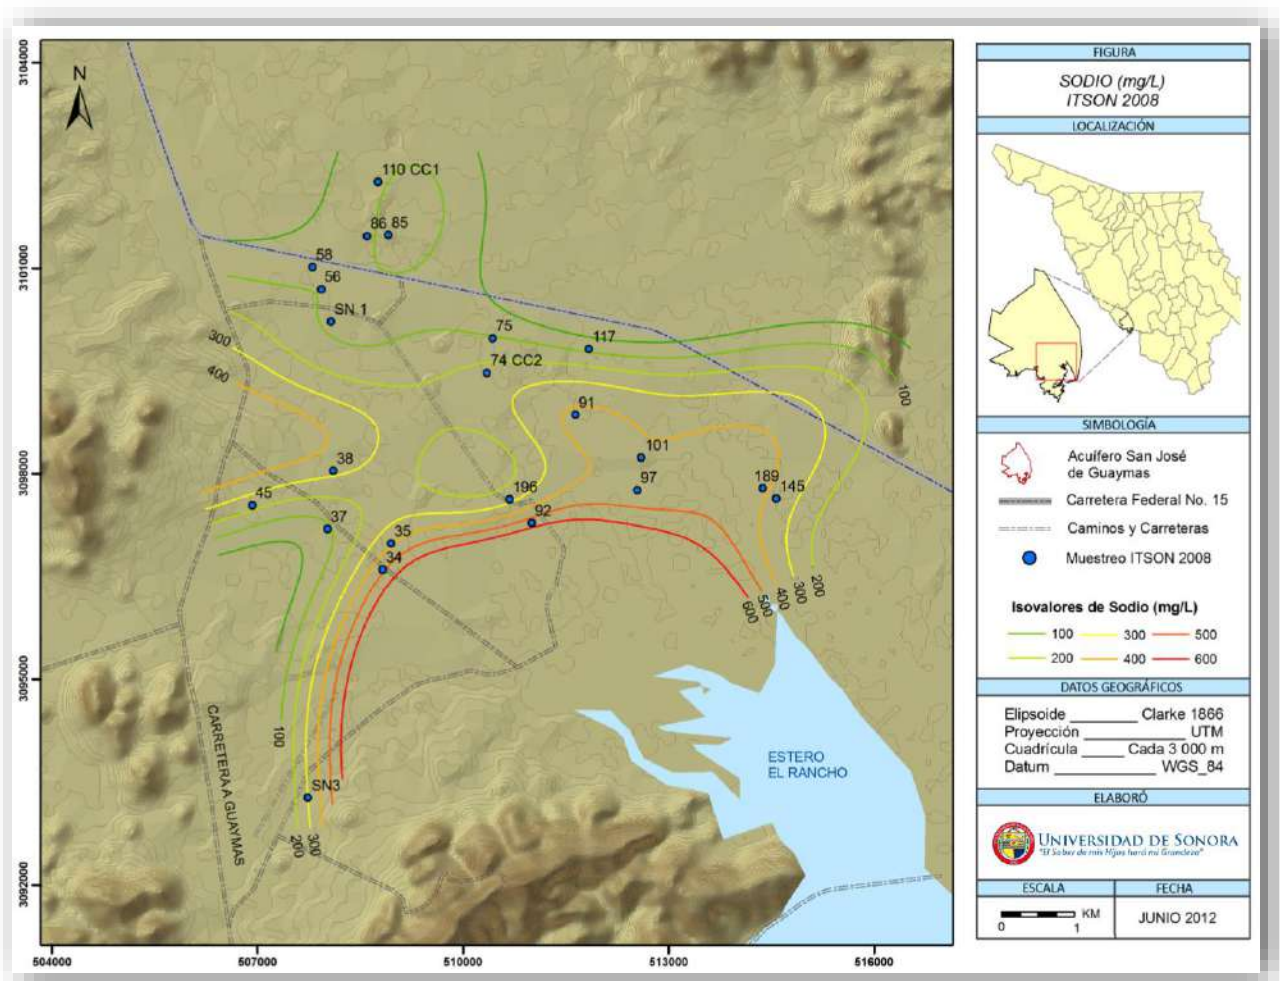 3104000
3101000
3098000
3095000
3092000
504000
507000
510000
513000
516000
N
110 CC1
86
85
58
56
SN 1
75
117
74 CC2
300
400
91
101
97
189
145
38
45
37
35
34
196
92
SN3
100
100
200
300
600
500
400
300
200
CARRETERA A GUAYMAS
ESTERO
EL RANCHO
FIGURA
SODIO (mg/L)
ITSON 2008
LOCALIZACIÓN
SIMBOLOGÍA
Acuífero San José
de Guaymas
Carretera Federal No. 15
Caminos y Carreteras
Muestreo ITSON 2008
Isovalores de Sodio (mg/L)
100 300 500
200 400 600
DATOS GEOGRÁFICOS
Elipsoide ________ Clarke 1866
Proyección ____________ UTM
Cuadrícula _____ Cada 3 000 m
Datum ____________ WGS_84
ELABORÓ
UNIVERSIDAD DE SONORA
"El Saber de mis Hijos hará mi Grandeza"
ESCALA
KM
0 1
FECHA
JUNIO 2012